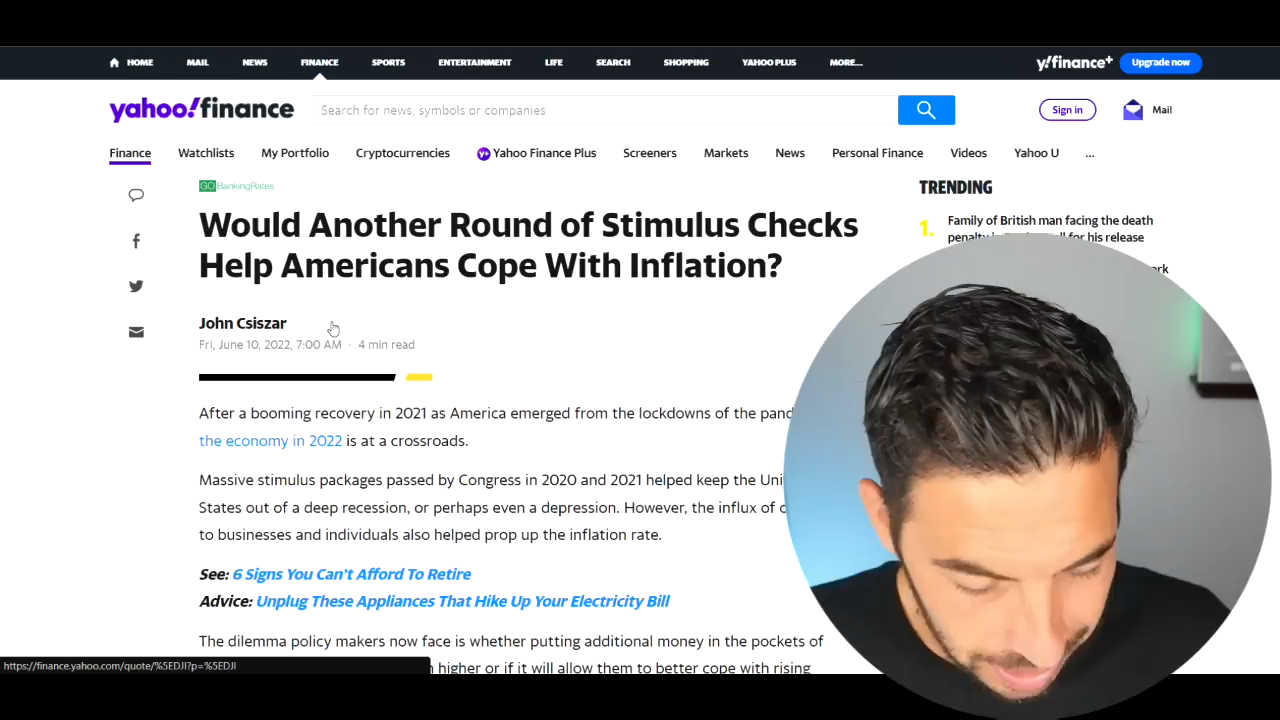 HOME MAIL NEWS FINANCE SPORTS ENTERTAINMENT LIFE SEARCH SHOPPING YAHOO PLUS MORE... y!finance+ Upgrade now
yahoo!finance Search for news, symbols or companies Sign in Mail
Finance Watchlists My Portfolio Cryptocurrencies Yahoo Finance Plus Screeners Markets News Personal Finance Videos Yahoo U ...
GOBankingRates
TRENDING
Would Another Round of Stimulus Checks
Help Americans Cope With Inflation?
1. Family of British man facing the death
for his release
John Csiszar
Fri, June 10, 2022, 7:00 AM · 4 min read
After a booming recovery in 2021 as America emerged from the lockdowns of the
the economy in 2022 is at a crossroads.
Massive stimulus packages passed by Congress in 2020 and 2021 helped keep the
States out of a deep recession, or perhaps even a depression. However, the influx of
to businesses and individuals also helped prop up the inflation rate.
See: 6 Signs You Can't Afford To Retire
Advice: Unplug These Appliances That Hike Up Your Electricity Bill
The dilemma policy makers now face is whether putting additional money in the pockets of
higher or if it will allow them to better cope with rising
https://finance.yahoo.com/quote/%5EDJI?p=%5EDJI